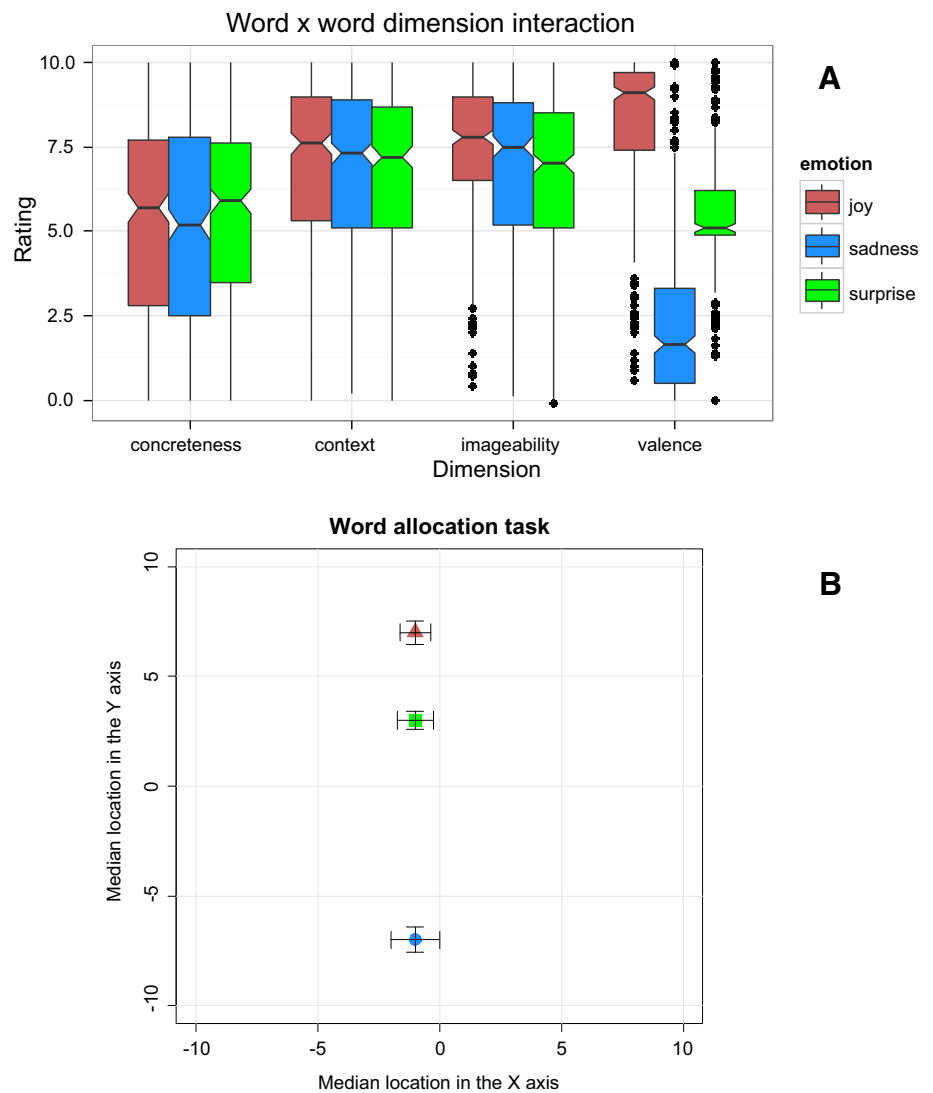 Word x word dimension interaction
A
10.0
7.5
5.0
2.5
0.0
Rating
concreteness
context
imageability
valence
Dimension
emotion
joy
sadness
surprise
Word allocation task
B
10
5
0
-5
-10
Median location in the Y axis
-10
-5
0
5
10
Median location in the X axis